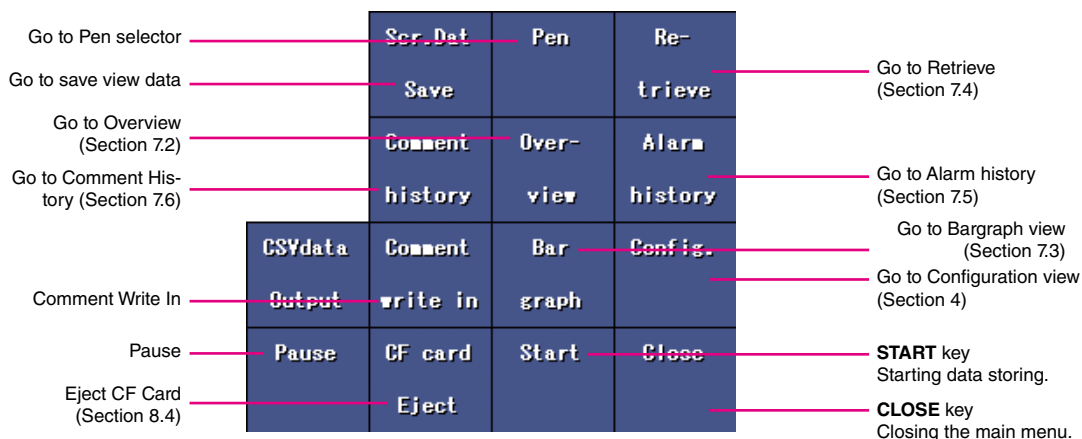 Go to Pen selector
Go to save view data
Go to Overview
(Section 7.2)
Go to Comment His-
tory (Section 7.6)
Comment Write In
Pause
Eject CF Card
(Section 8.4)
Scr.Dat Pen Re-
Save trieve
Comment Over- Alarm
history view history
CSVdata Comment Bar Config.
Output write in graph
Pause CF card Start Close
Eject
Go to Retrieve
(Section 7.4)
Go to Alarm history
(Section 7.5)
Go to Bargraph view
(Section 7.3)
Go to Configuration view
(Section 4)
START key
Starting data storing.
CLOSE key
Closing the main menu.